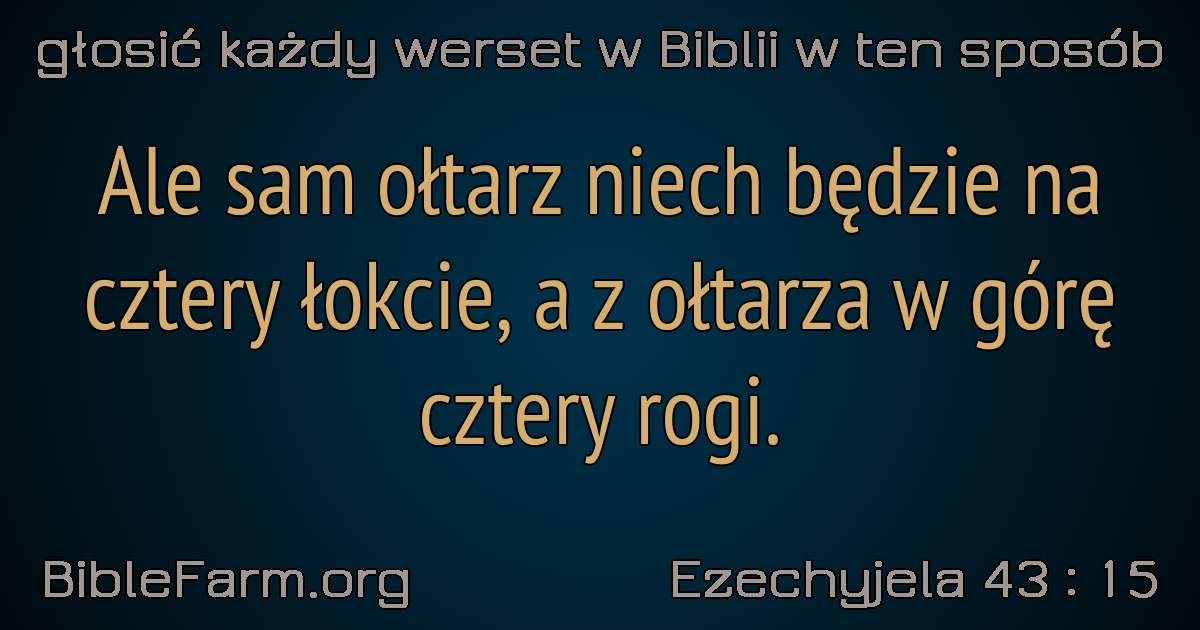 głosić każdy werset w Biblii w ten sposób
Ale sam ołtarz niech będzie na
cztery łokcie, a z ołtarza w górę
cztery rogi.
BibleFarm.org
Ezechyjela 43 : 15